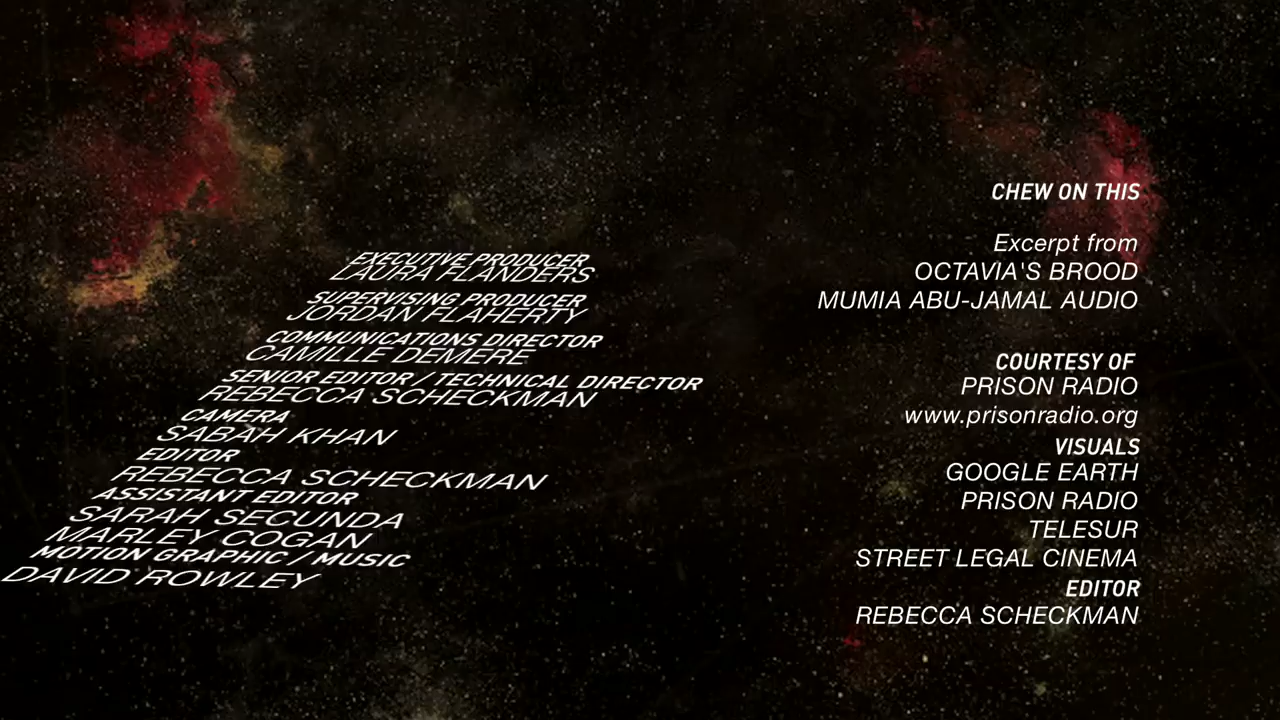 EXECUTIVE PRODUCER
LAURA FLANDERS
SUPERVISING PRODUCER
JORDAN FLAHERTY
COMMUNICATIONS DIRECTOR
CAMILLE DEMERE
SENIOR EDITOR / TECHNICAL DIRECTOR
REBECCA SCHECKMAN
CAMERA
SABAH KHAN
EDITOR
REBECCA SCHECKMAN
ASSISTANT EDITOR
SARAH SECUNDA
MARLEY COGAN
MOTION GRAPHIC / MUSIC
DAVID ROWLEY
CHEW ON THIS
Excerpt from
OCTAVIA'S BROOD
MUMIA ABU-JAMAL AUDIO
COURTESY OF
PRISON RADIO
www.prisonradio.org
VISUALS
GOOGLE EARTH
PRISON RADIO
TELESUR
STREET LEGAL CINEMA
EDITOR
REBECCA SCHECKMAN